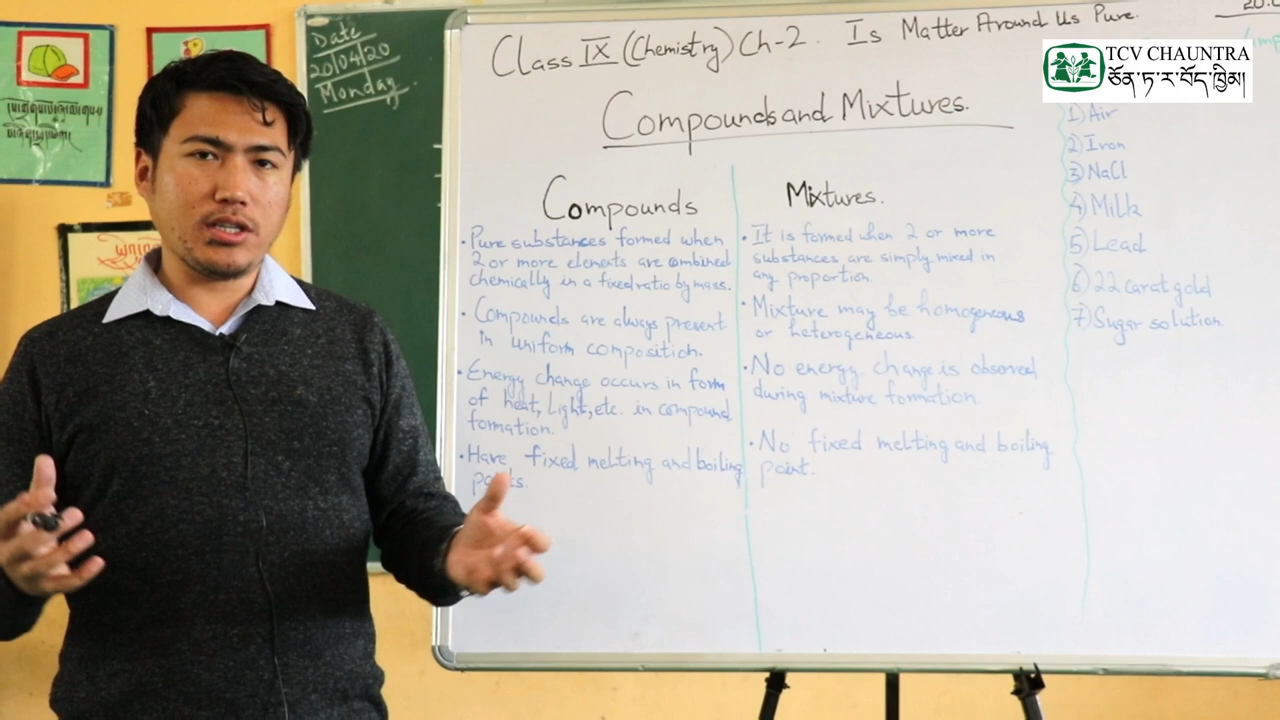 Date
20/04/20
Monday
Class IX (Chemistry) Ch-2. Is Matter Around Us Pure.
TCV CHAUNTRA
Compounds and Mixtures.
Compounds
• Pure substances formed when
2 or more elements are combined
chemically in a fixed ratio by mass.
• Compounds are always present
in uniform composition.
• Energy change occurs in form
of heat, Light, etc. in compound
formation.
• Have fixed melting and boiling
points.
Mixtures.
• It is formed when 2 or more
substances are simply mixed in
any proportion.
• Mixture may be homogeneous
or heterogeneous
• No energy change is observed
during mixture formation
• No fixed melting and boiling
point.
1) Air
2) Iron
3) NaCl
4) Milk
5) Lead
6) 22 carat gold
7) Sugar solution